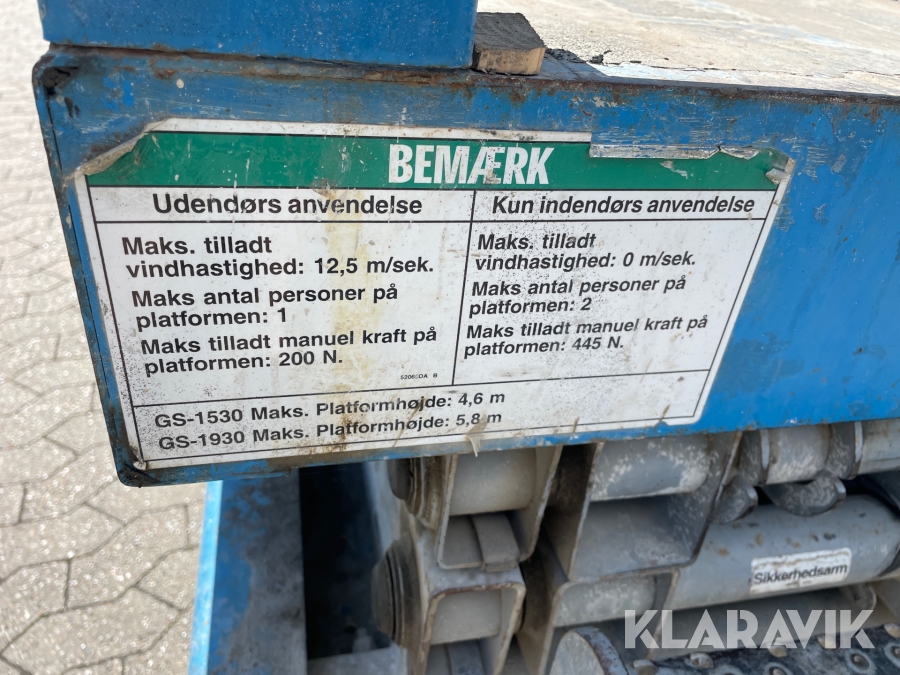 BEMÆRK
Udendørs anvendelse
Maks. tilladt
vindhastighed: 12,5 m/sek.
Maks antal personer på
platformen: 1
Maks tilladt manuel kraft på
platformen: 200 N.
Kun indendørs anvendelse
Maks. tilladt
vindhastighed: 0 m/sek.
Maks antal personer på
platformen: 2
Maks tilladt manuel kraft på
platformen: 445 N.
GS-1530 Maks. Platformhøjde: 4,6 m
GS-1930 Maks. Platformhøjde: 5,8 m
Sikkerhedsarm
KLARAVIK